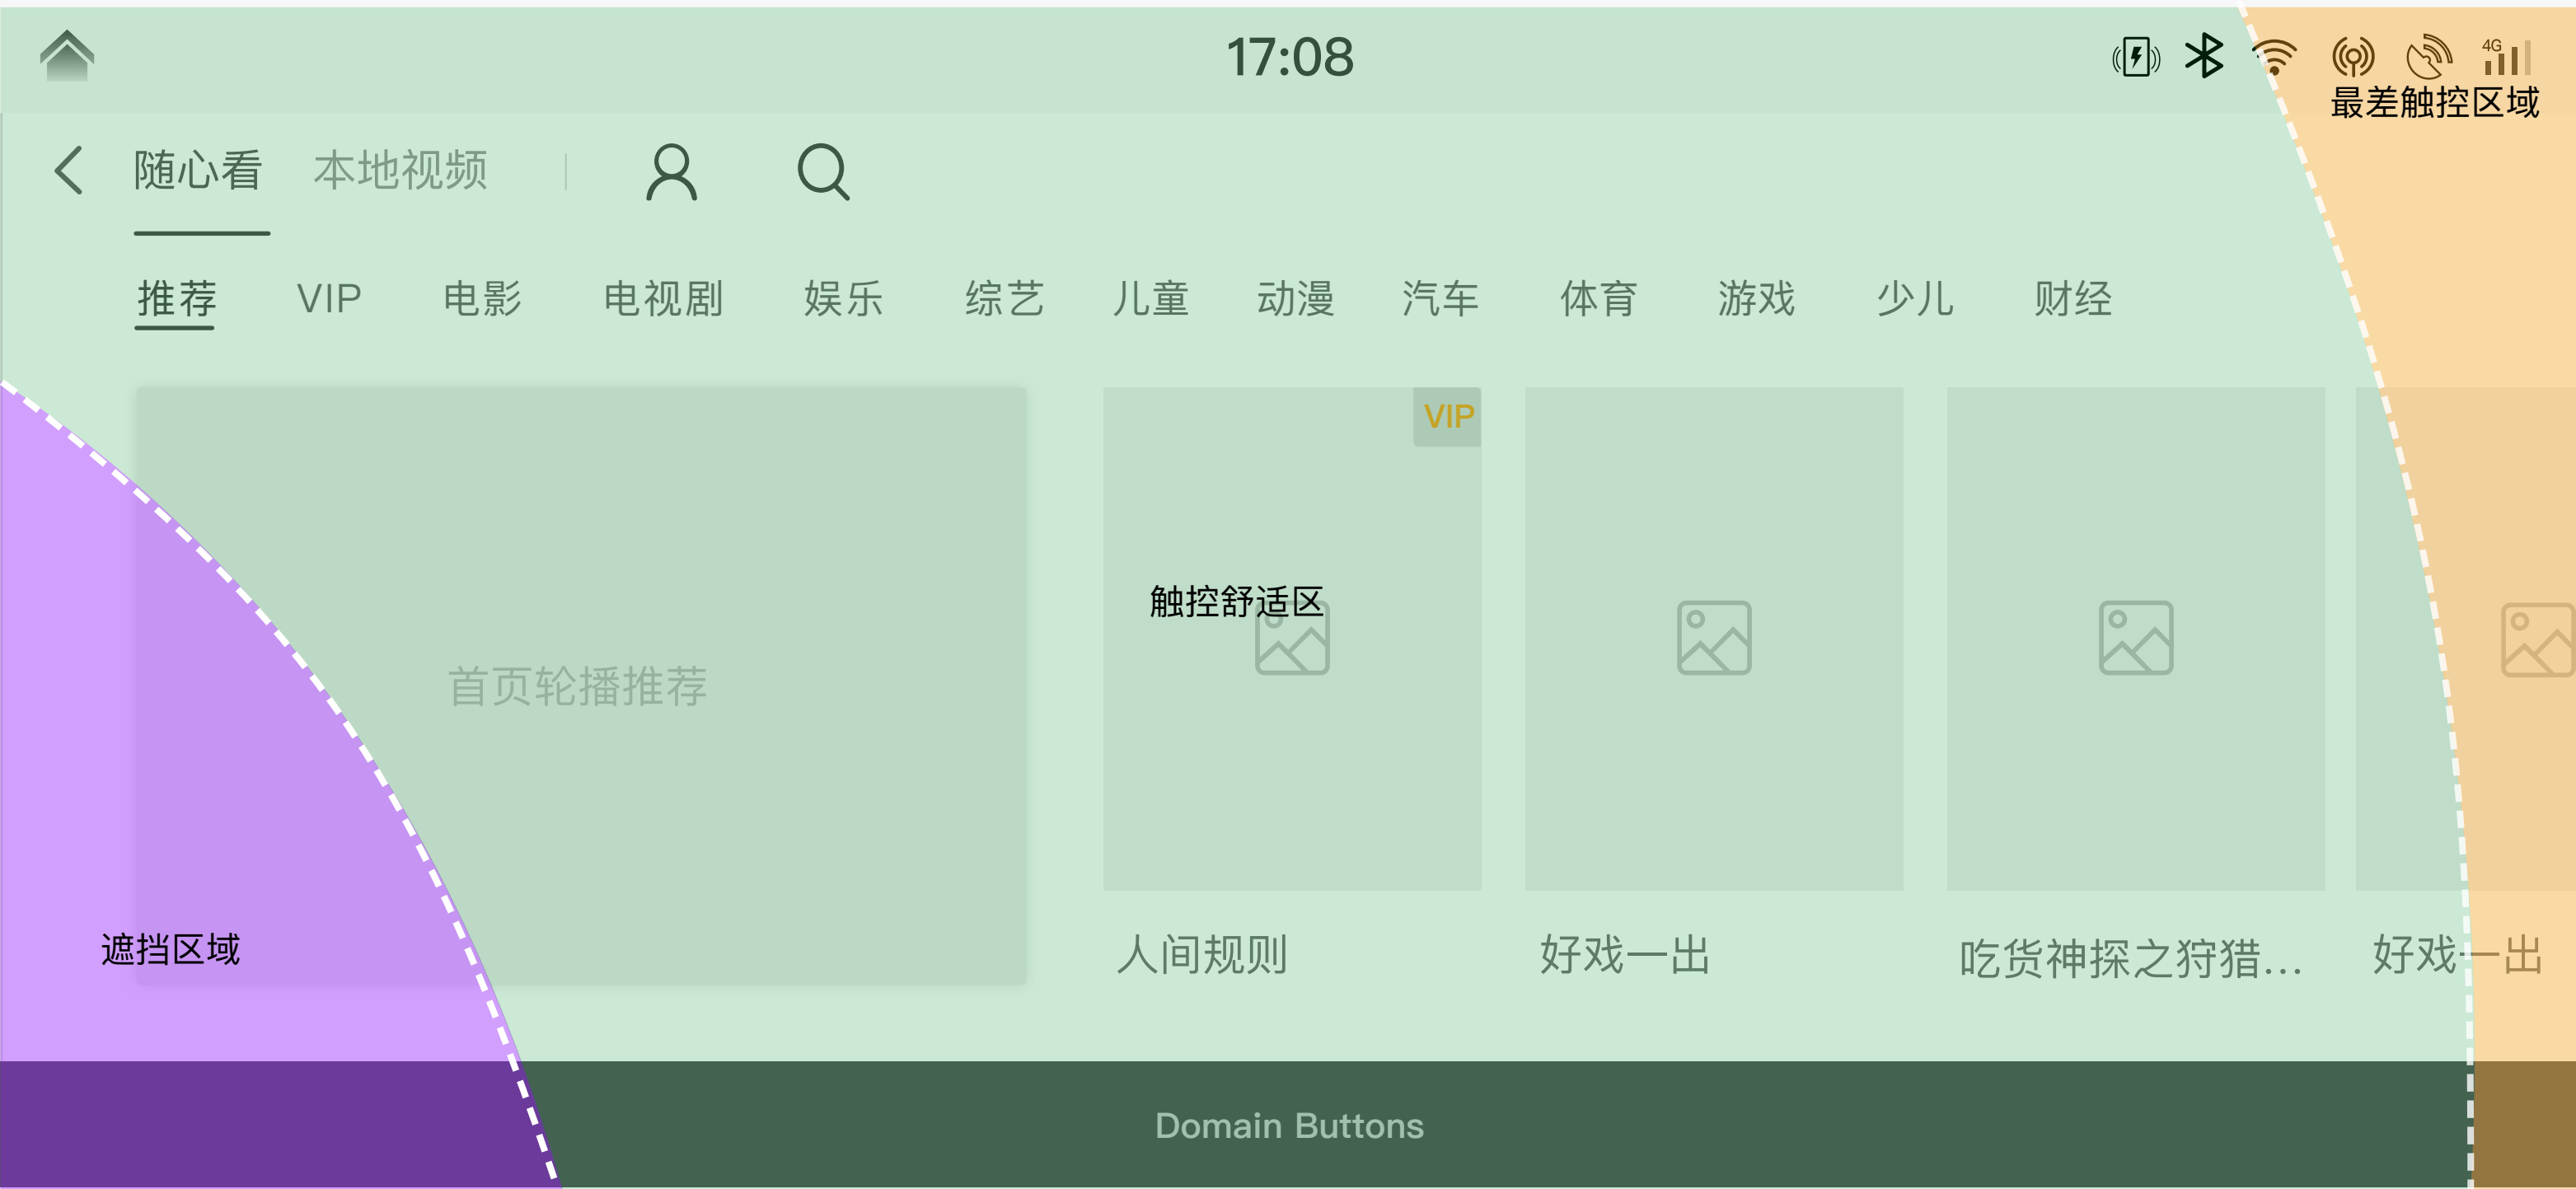 17:08
4G
最差触控区域
随心看 本地视频
推荐 VIP 电影 电视剧 娱乐 综艺 儿童 动漫 汽车 体育 游戏 少儿 财经
VIP
触控舒适区
首页轮播推荐
遮挡区域
人间规则 好戏一出 吃货神探之狩猎... 好戏一出
Domain Buttons